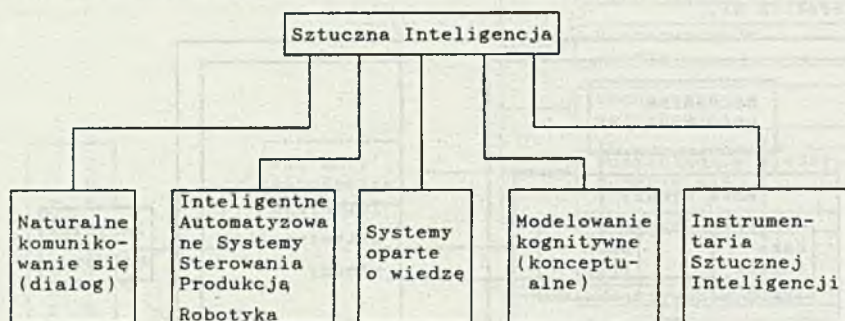 Sztuczna Inteligencja
Naturalne
komuniko-
wanie się
(dialog)
Inteligentne
Automatyzowa
ne Systemy
Sterowania
Produkcją
Robotyka
Systemy
oparte
o wiedzę
Modelowanie
kognitywne
(konceptu-
alne)
Instrumen-
taria
Sztucznej
Inteligencji